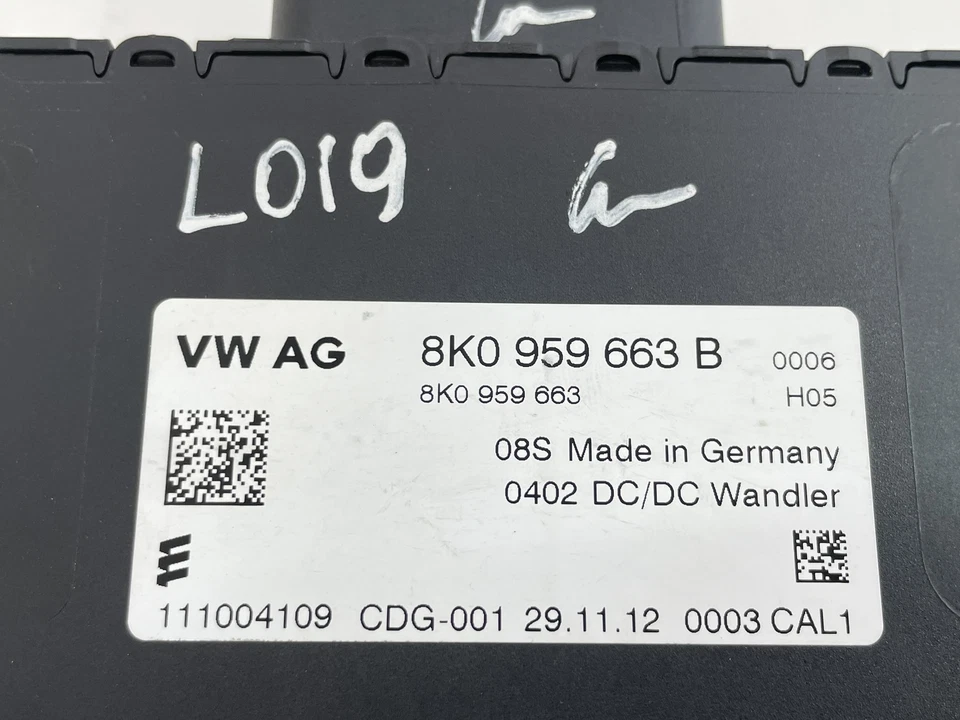 L019
VW AG 8K0 959 663 B 0006
8K0 959 663 H05
08S Made in Germany
0402 DC/DC Wandler
111004109 CDG-001 29.11.12 0003 CAL1